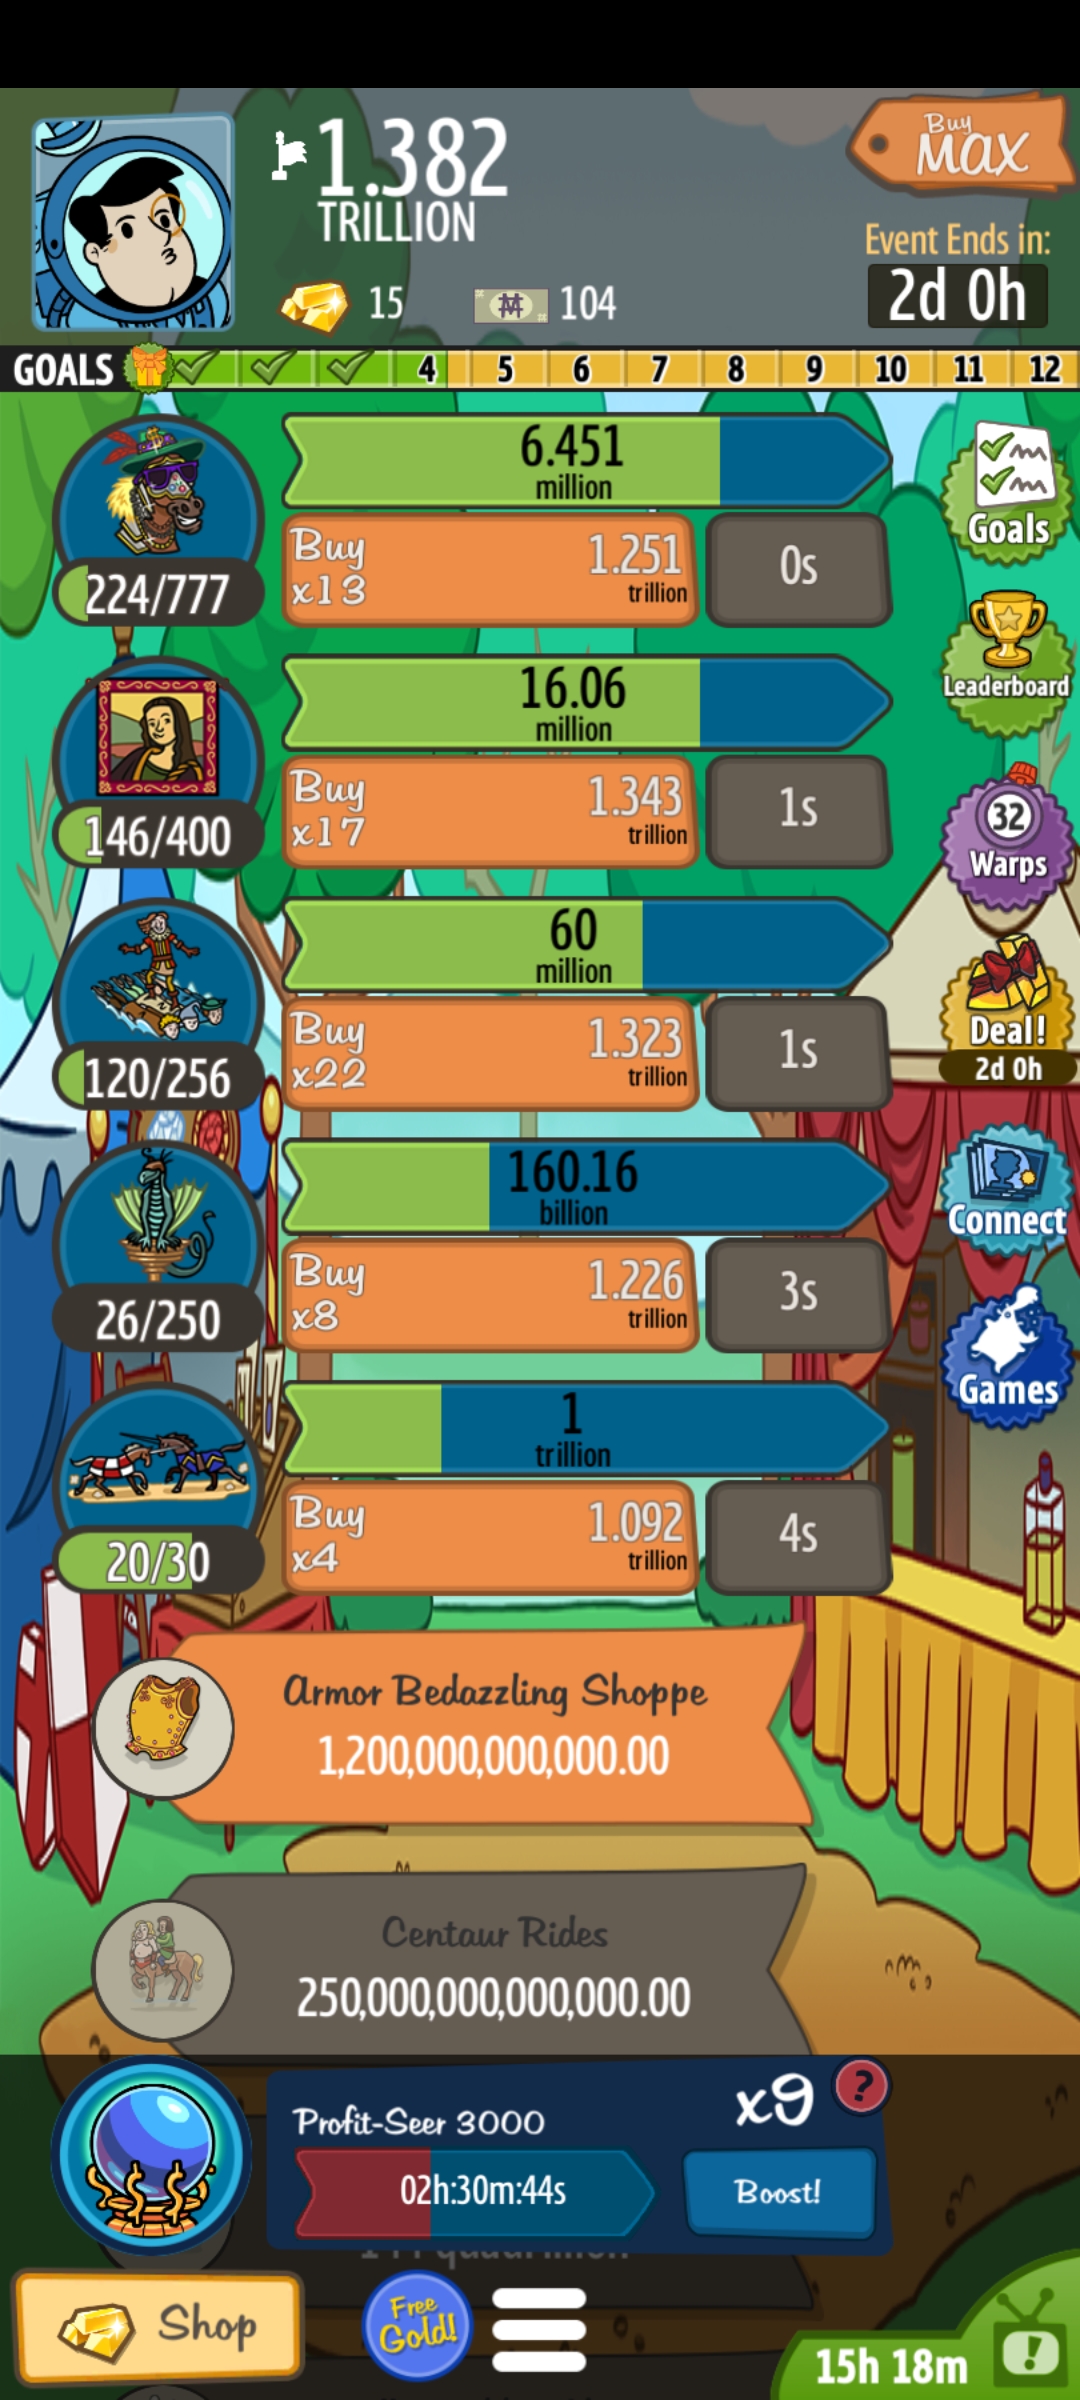 1.382
TRILLION
Buy
MAX
Event Ends in:
2d 0h
15
104
GOALS
4
5
6
7
8
9
10
11
12
6.451
million
Buy
x13
1.251
trillion
0s
224/777
Goals
16.06
million
Buy
x17
1.343
trillion
1s
146/400
Leaderboard
32
Warps
60
million
Buy
x22
1.323
trillion
1s
120/256
Deal!
2d 0h
160.16
billion
Buy
x8
1.226
trillion
3s
26/250
Connect
1
trillion
Buy
x4
1.092
trillion
4s
20/30
Games
Armor Bedazzling Shoppe
1,200,000,000,000.00
Centaur Rides
250,000,000,000,000.00
Profit-Seer 3000
x9
?
02h:30m:44s
Boost!
Shop
Free
Gold!
15h 18m
!